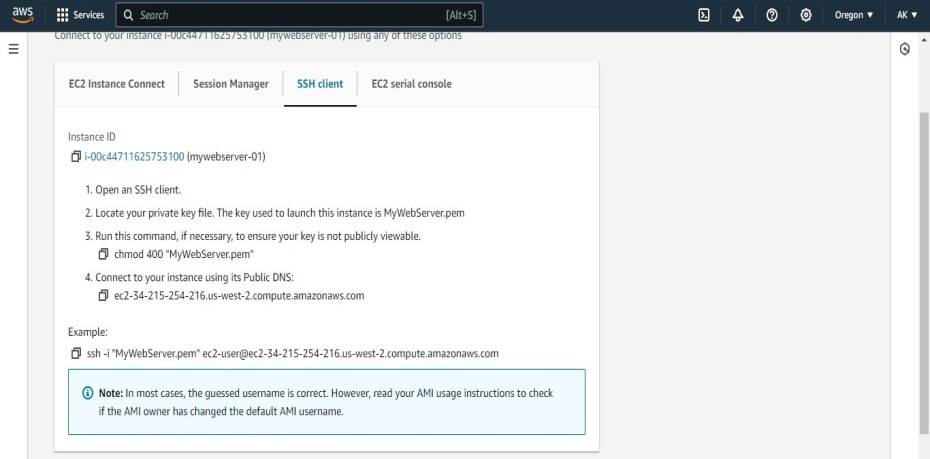 aws
Services
Search
[Alt+S]
Oregon
AK
Connect to your instance i-00c44711625753100 (mywebserver-01) using any of these options
EC2 Instance Connect
Session Manager
SSH client
EC2 serial console
Instance ID
i-00c44711625753100 (mywebserver-01)
1. Open an SSH client.
2. Locate your private key file. The key used to launch this instance is MyWebServer.pem
3. Run this command, if necessary, to ensure your key is not publicly viewable.
chmod 400 "MyWebServer.pem"
4. Connect to your instance using its Public DNS:
ec2-34-215-254-216.us-west-2.compute.amazonaws.com
Example:
ssh -i "MyWebServer.pem" ec2-user@ec2-34-215-254-216.us-west-2.compute.amazonaws.com
Note: In most cases, the guessed username is correct. However, read your AMI usage instructions to check
if the AMI owner has changed the default AMI username.